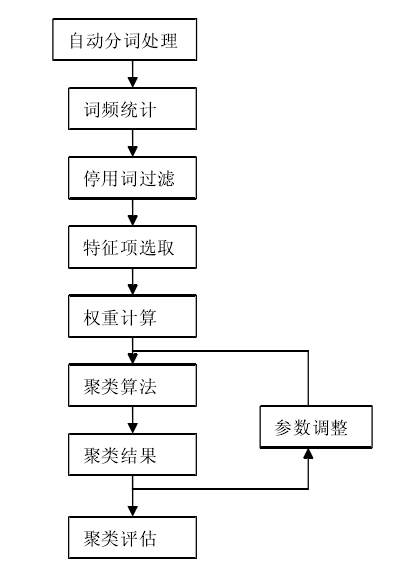 自动分词处理
词频统计
停用词过滤
特征项选取
权重计算
聚类算法
参数调整
聚类结果
聚类评估